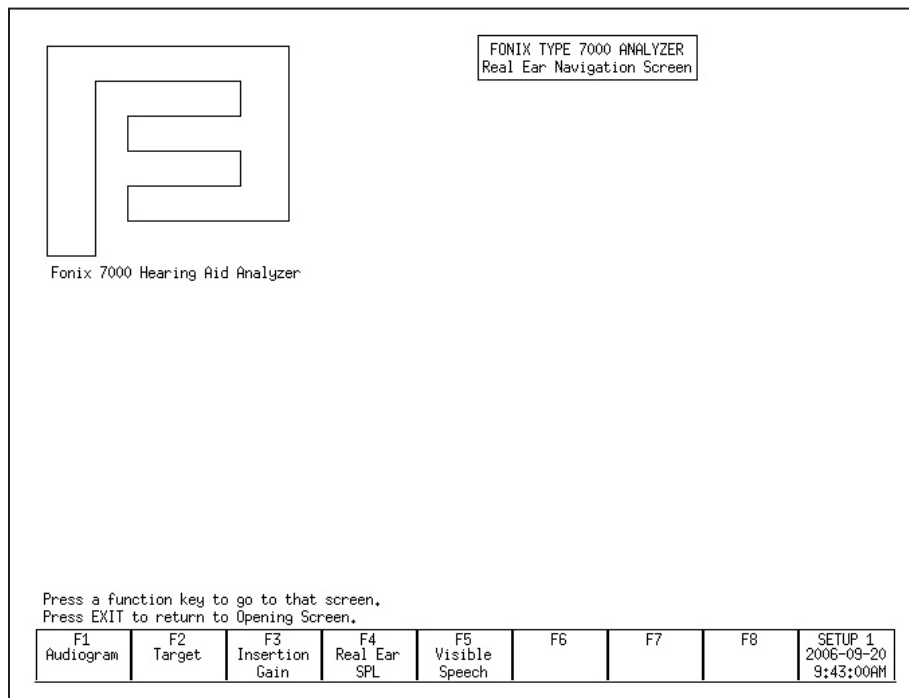 FONIX TYPE 7000 ANALYZER
Real Ear Navigation Screen
Fonix 7000 Hearing Aid Analyzer
Press a function key to go to that screen.
Press EXIT to return to Opening Screen.
F1 F2 F3 F4 F5 F6 F7 F8 SETUP 1
Audiogram Target Insertion Real Ear Visible 2006-09-20
Gain SPL Speech 9:43:00AM